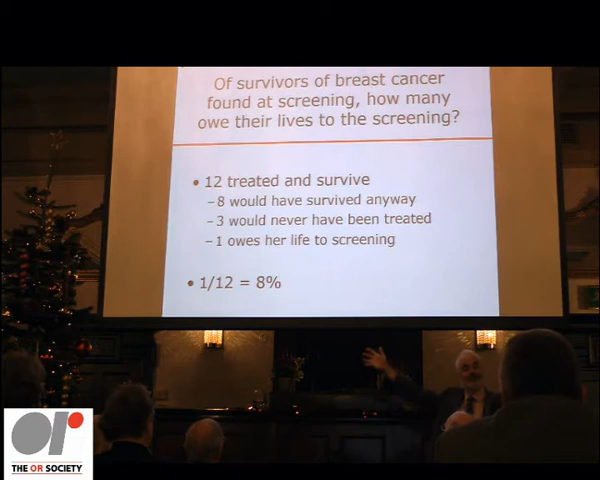 Of survivors of breast cancer
found at screening, how many
owe their lives to the screening?
• 12 treated and survive
– 8 would have survived anyway
– 3 would never have been treated
– 1 owes her life to screening
• 1/12 = 8%
or
THE OR SOCIETY